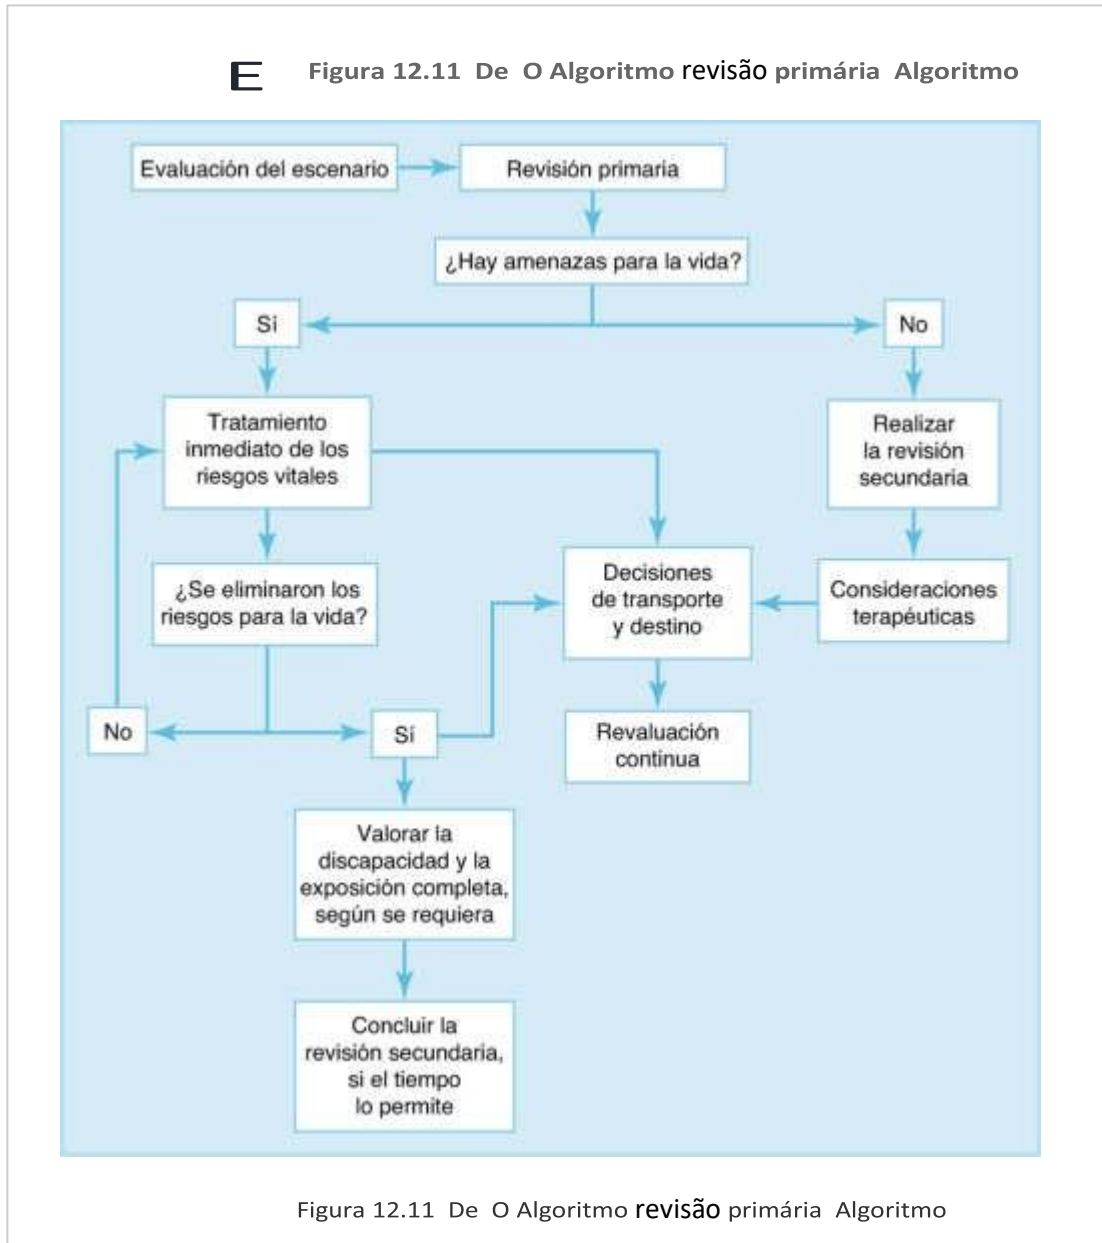 E Figura 12.11 De O Algoritmo revisão primária Algoritmo
Evaluación del escenario
Revisión primaria
¿Hay amenazas para la vida?
Sí
No
Tratamiento
inmediato de los
riesgos vitales
Realizar
la revisión
secundaria
¿Se eliminaron los
riesgos para la vida?
Decisiones
de transporte
y destino
Consideraciones
terapéuticas
No
Sí
Revaluación
continua
Valorar la
discapacidad y la
exposición completa,
según se requiera
Concluir la
revisión secundaria,
si el tiempo
lo permite
Figura 12.11 De O Algoritmo revisão primária Algoritmo